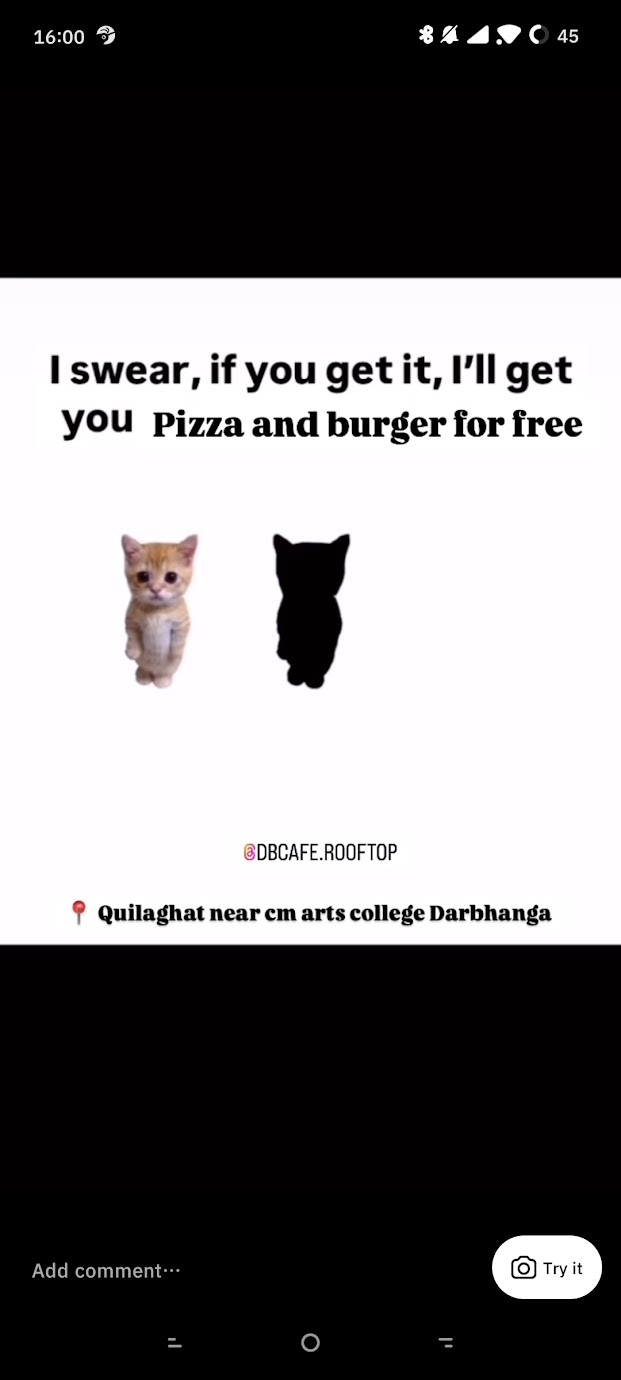 16:00
45
I swear, if you get it, I'll get
you Pizza and burger for free
@DBCAFE.ROOFTOP
Quilaghat near cm arts college Darbhanga
Add comment...
Try it